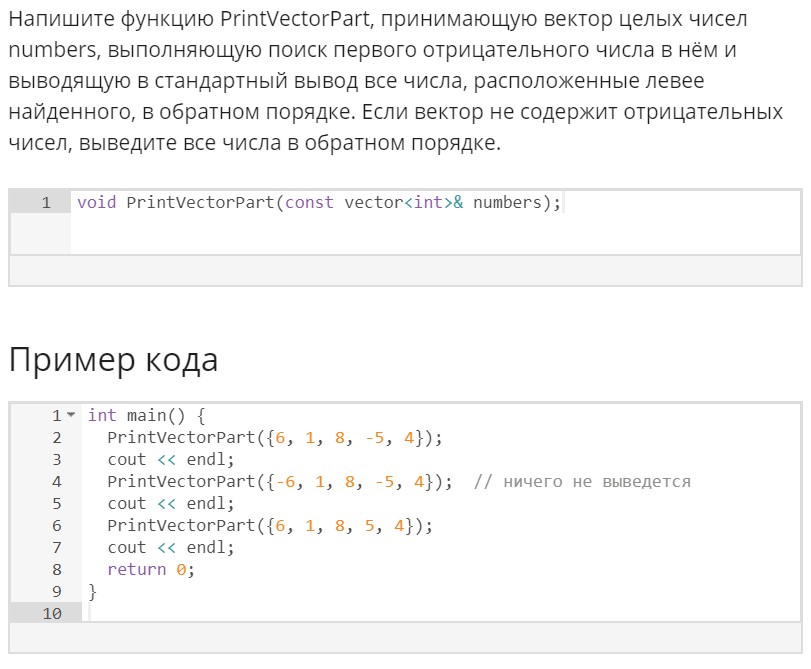 Напишите функцию PrintVectorPart, принимающую вектор целых чисел
numbers, выполняющую поиск первого отрицательного числа в нём и
выводящую в стандартный вывод все числа, расположенные левее
найденного, в обратном порядке. Если вектор не содержит отрицательных
чисел, выведите все числа в обратном порядке.
1 void PrintVectorPart(const vector<int>& numbers);
Пример кода
1 int main() {
2 PrintVectorPart({6, 1, 8, -5, 4});
3 cout << endl;
4 PrintVectorPart({-6, 1, 8, -5, 4});  // ничего не выведется
5 cout << endl;
6 PrintVectorPart({6, 1, 8, 5, 4});
7 cout << endl;
8 return 0;
9 }
10